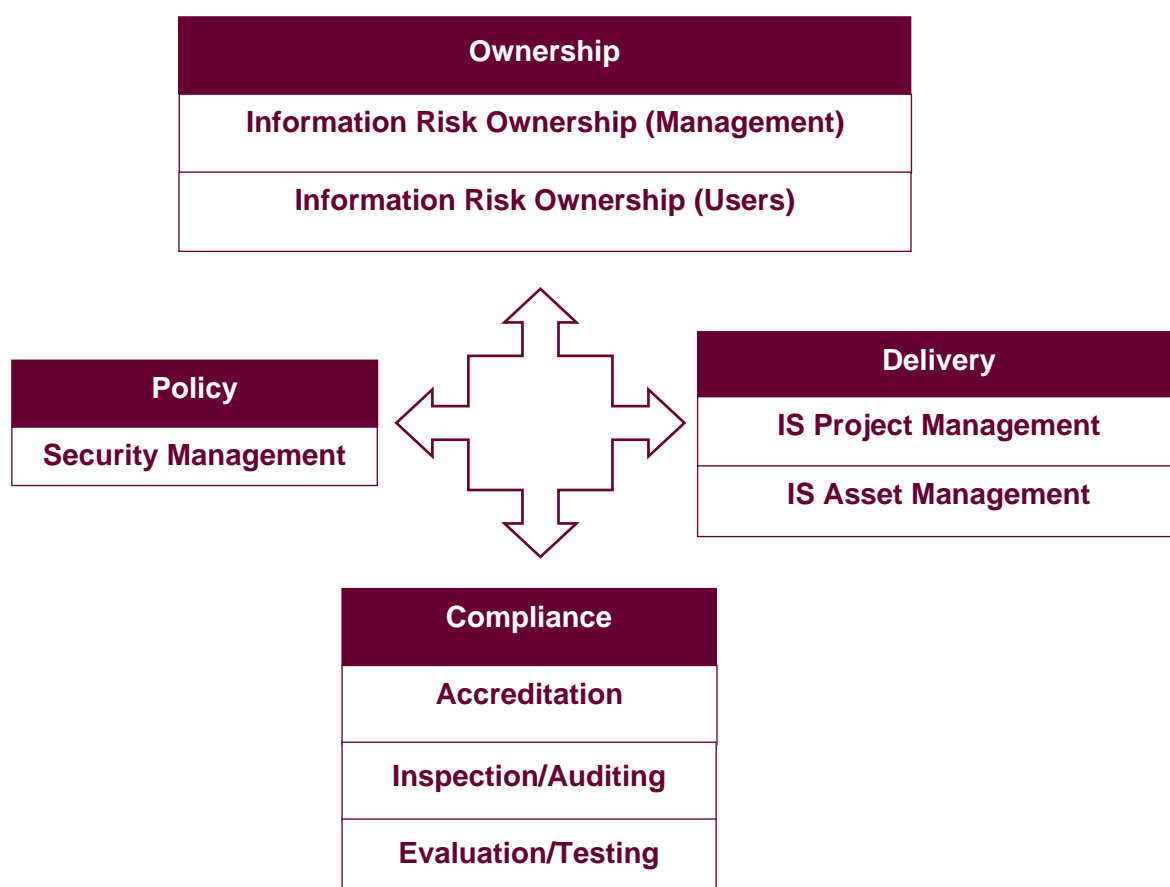 Ownership
Information Risk Ownership (Management)
Information Risk Ownership (Users)
Policy
Security Management
Delivery
IS Project Management
IS Asset Management
Compliance
Accreditation
Inspection/Auditing
Evaluation/Testing